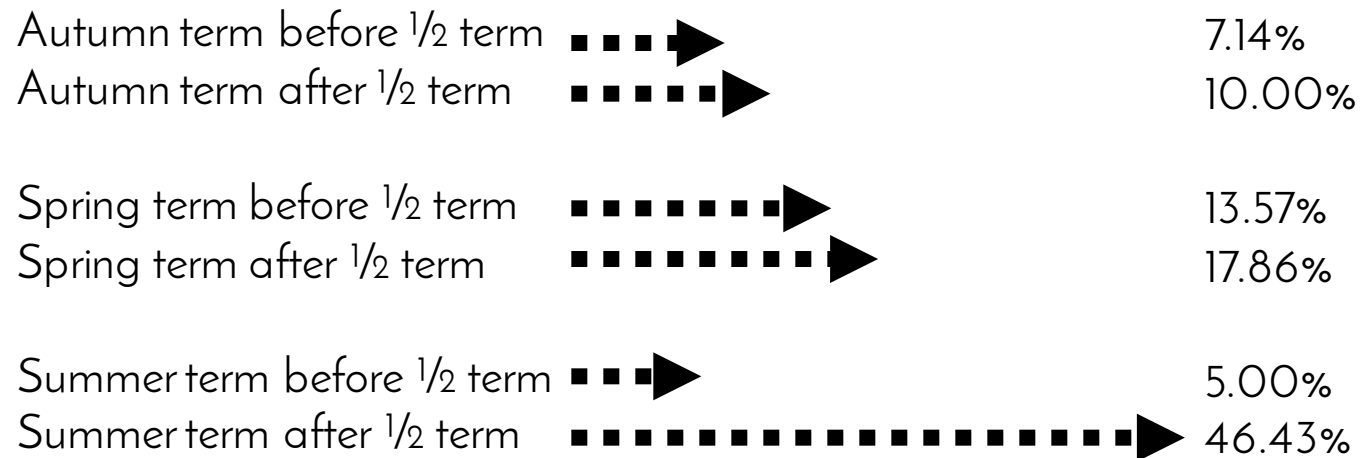 Autumn term before 1/2 term 7.14%
Autumn term after 1/2 term 10.00%
Spring term before 1/2 term 13.57%
Spring term after 1/2 term 17.86%
Summer term before 1/2 term 5.00%
Summer term after 1/2 term 46.43%